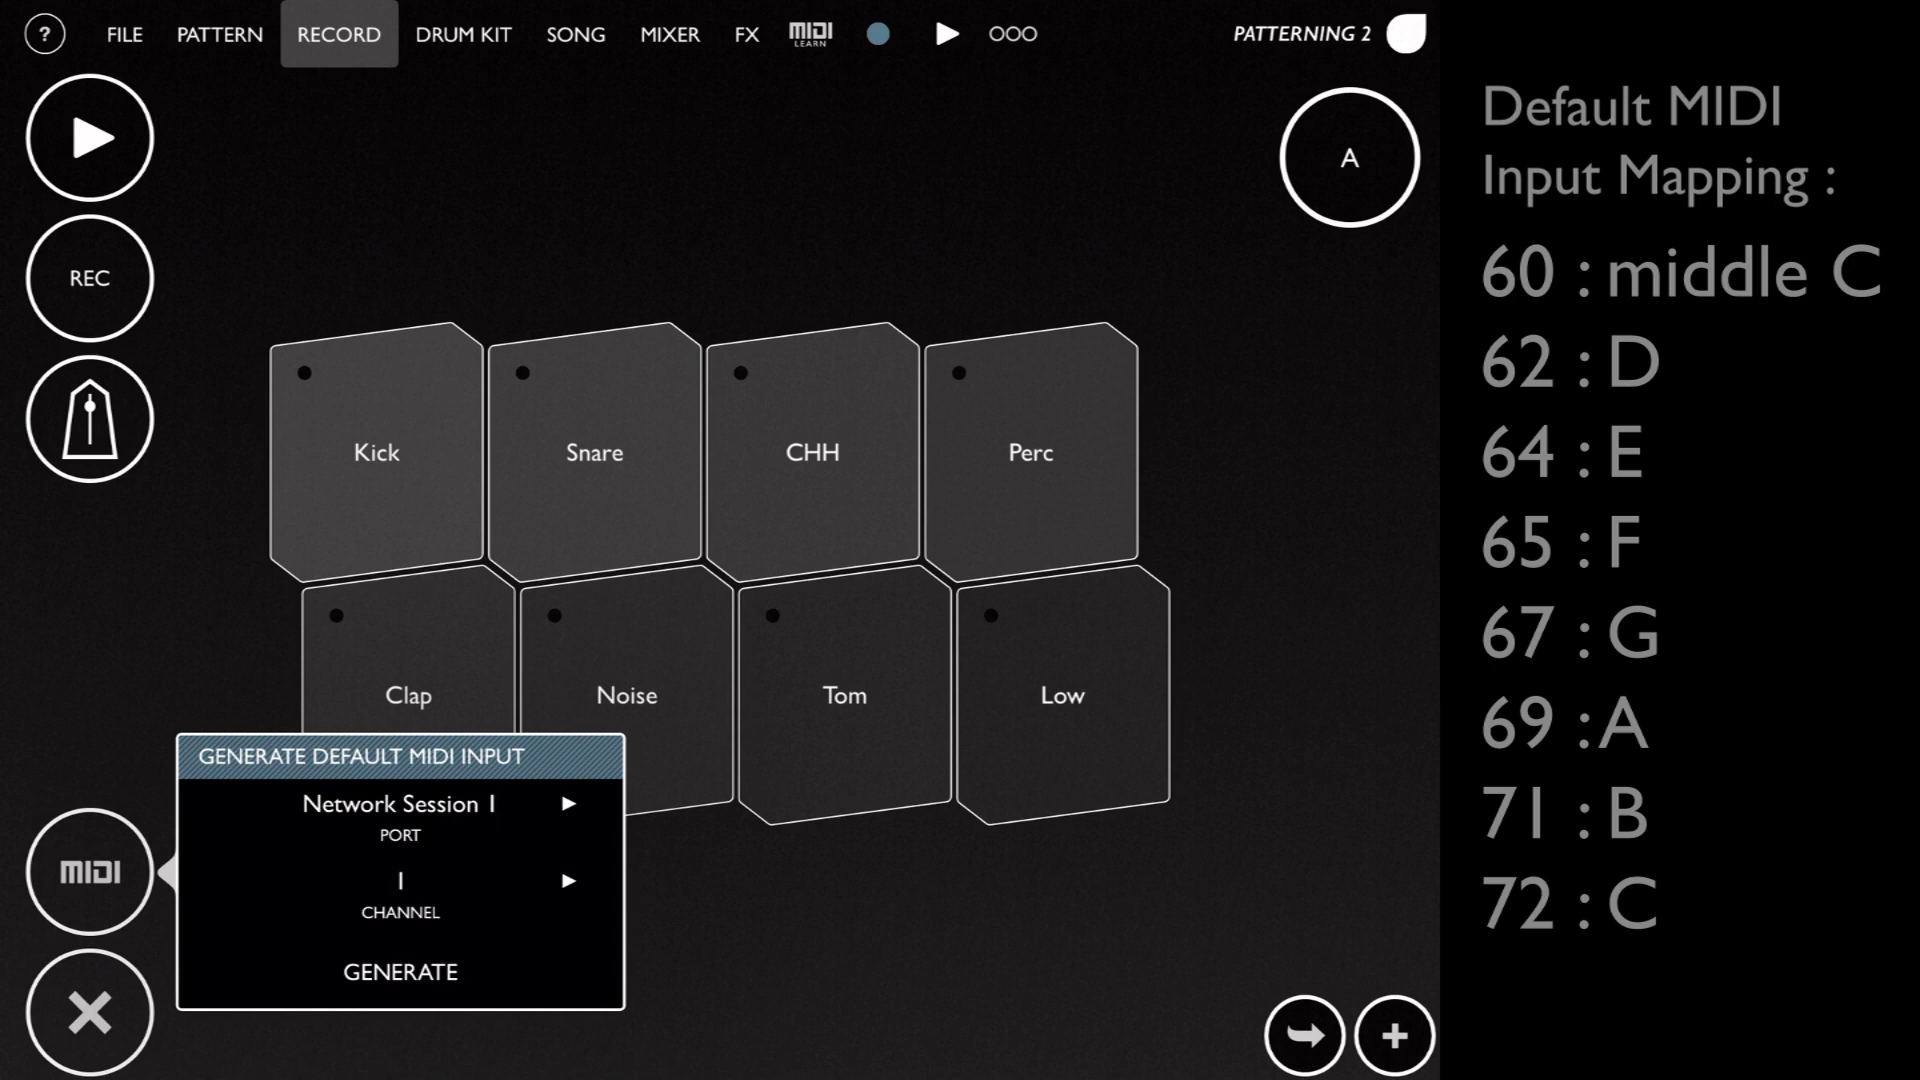 ?
FILE
PATTERN
RECORD
DRUM KIT
SONG
MIXER
FX
MIDI
LEARN
PATTERNING 2
A
REC
Kick
Snare
CHH
Perc
Clap
Noise
Tom
Low
GENERATE DEFAULT MIDI INPUT
Network Session 1
PORT
1
CHANNEL
GENERATE
MIDI
Default MIDI
Input Mapping :
60 : middle C
62 : D
64 : E
65 : F
67 : G
69 : A
71 : B
72 : C